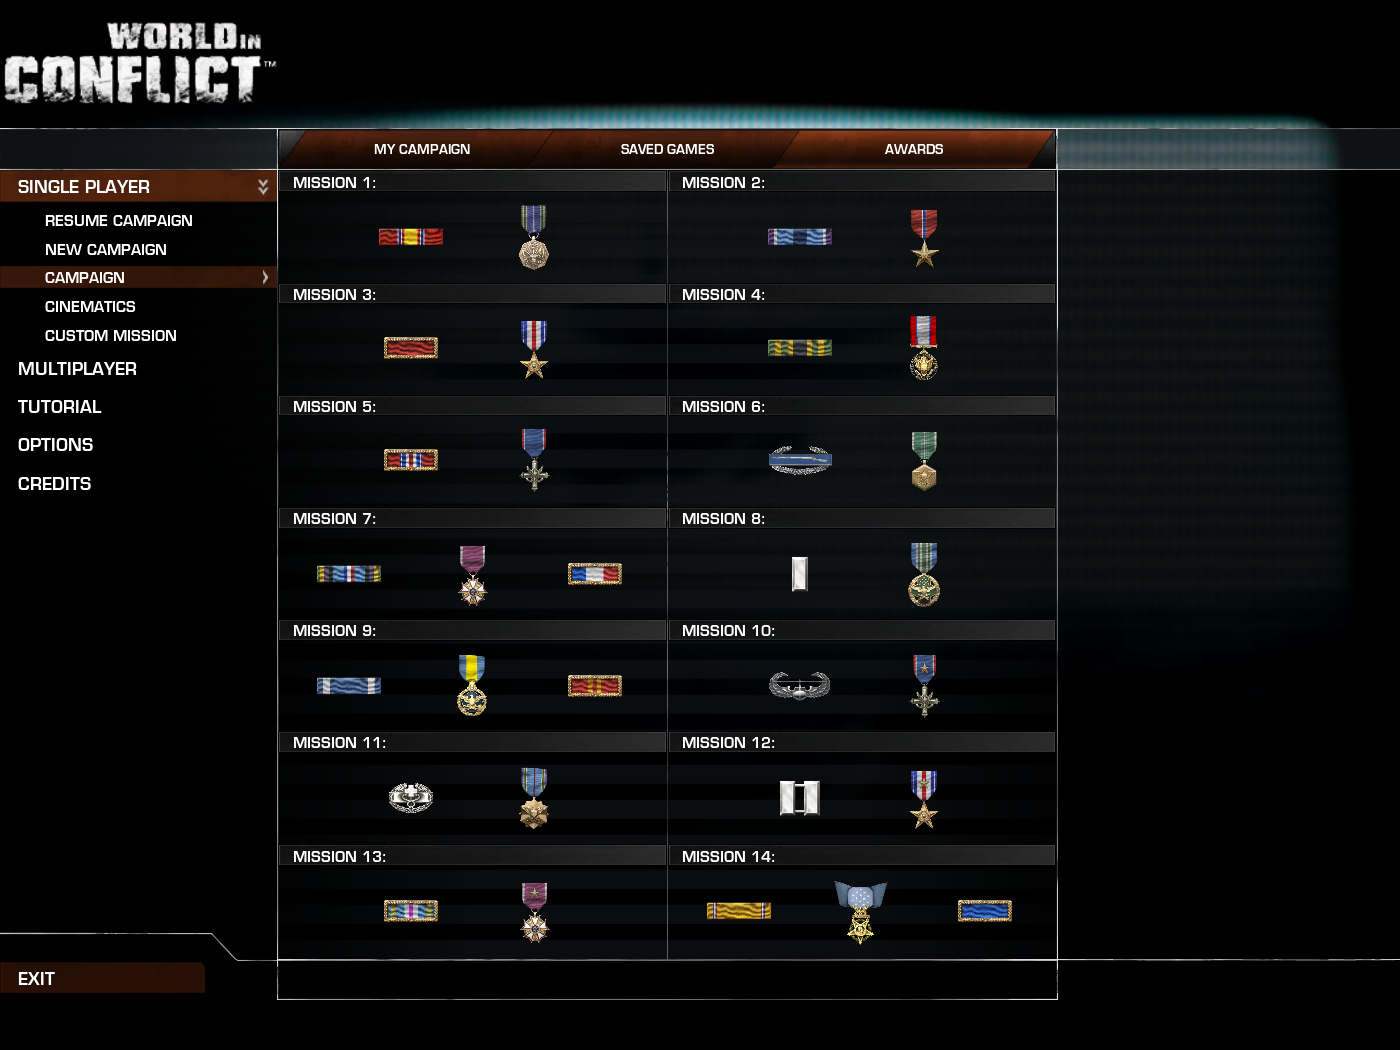 WORLD IN
CONFLICT™
MY CAMPAIGN
SAVED GAMES
AWARDS
SINGLE PLAYER
RESUME CAMPAIGN
NEW CAMPAIGN
CAMPAIGN
CINEMATICS
CUSTOM MISSION
MULTIPLAYER
TUTORIAL
OPTIONS
CREDITS
EXIT
MISSION 1:
MISSION 2:
MISSION 3:
MISSION 4:
MISSION 5:
MISSION 6:
MISSION 7:
MISSION 8:
MISSION 9:
MISSION 10:
MISSION 11:
MISSION 12:
MISSION 13:
MISSION 14: